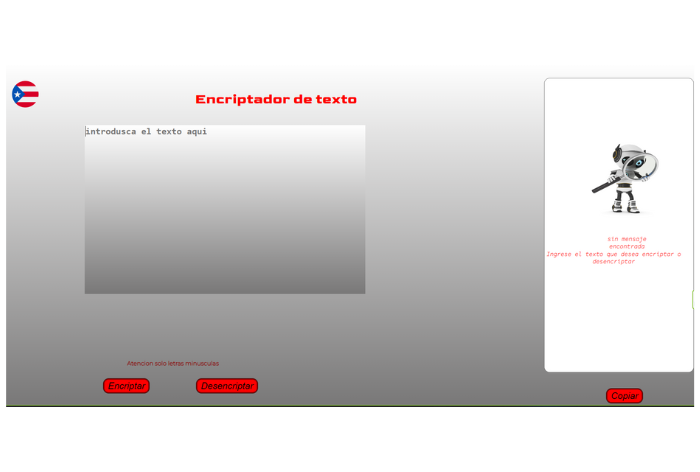 Encriptador de texto
introdusca el texto aqui
sin mensaje
encontrado
Ingrese el texto que desea encriptar o
desencriptar
Atencion solo letras minusculas
Encriptar
Desencriptar
Copiar